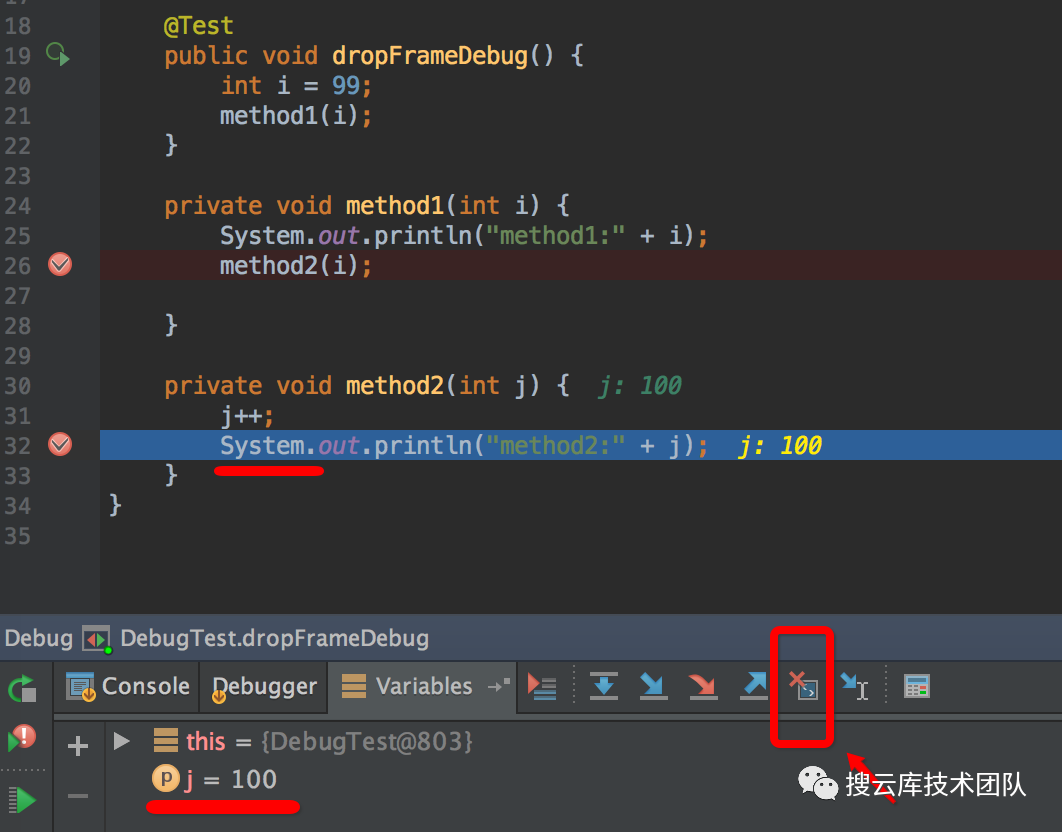 18 @Test
19 public void dropFrameDebug() {
20 int i = 99;
21 method1(i);
22 }
23
24 private void method1(int i) {
25 System.out.println("method1:" + i);
26 method2(i);
27
28 }
29
30 private void method2(int j) { j: 100
31 j++;
32 System.out.println("method2:" + j); j: 100
33 }
34 }
35
Debug DebugTest.dropFrameDebug
Console Debugger Variables
this = {DebugTest@803}
p j = 100
搜云库技术团队